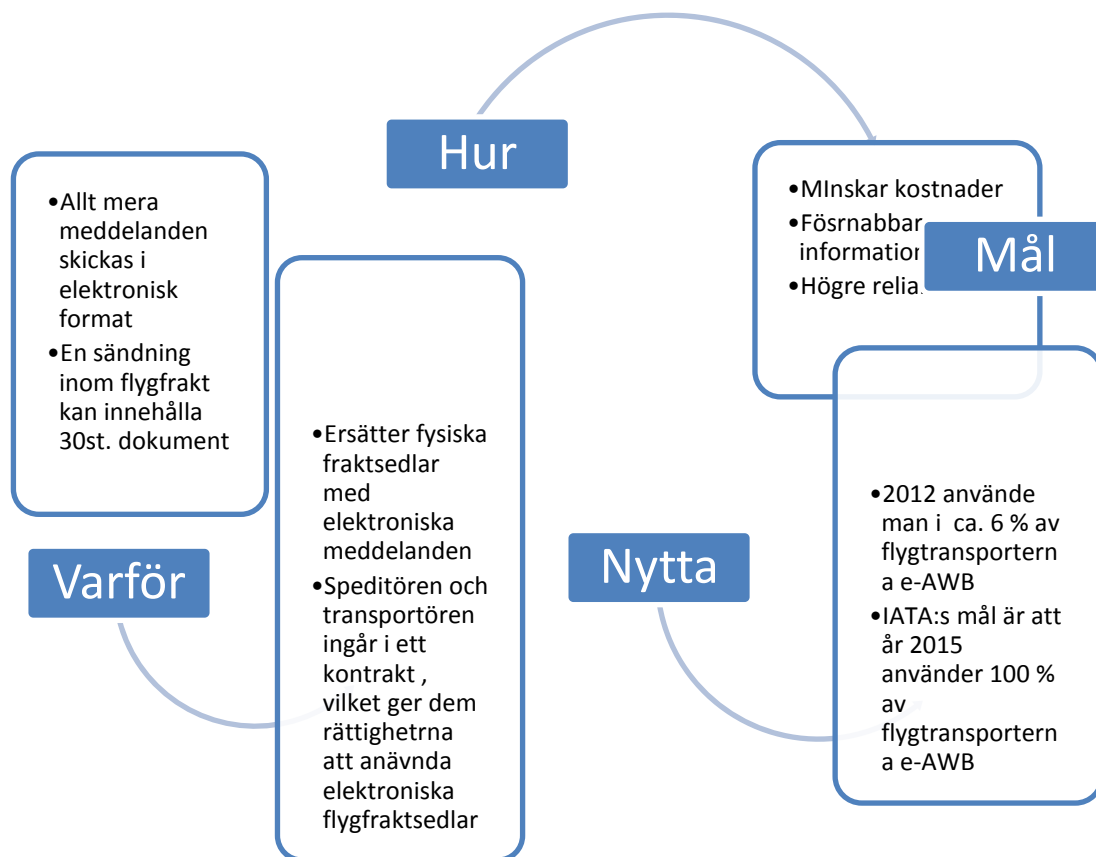 Hur
•Allt mera
meddelanden
skickas i
elektronisk
format
•En sändning
inom flygfrakt
kan innehålla
30st. dokument
Varför
•Ersätter fysiska
fraktsedlar
med
elektroniska
meddelanden
•Speditören och
transportören
ingår i ett
kontrakt ,
vilket ger dem
rättighetrna
att anävnda
elektroniska
flygfraktsedlar
•MInskar kostnader
•Fösrnabbar
information
•Högre relia
Mål
Nytta
•2012 använde
man i ca. 6 % av
flygtransportern
a e-AWB
•IATA:s mål är att
år 2015
använder 100 %
av
flygtransportern
a e-AWB